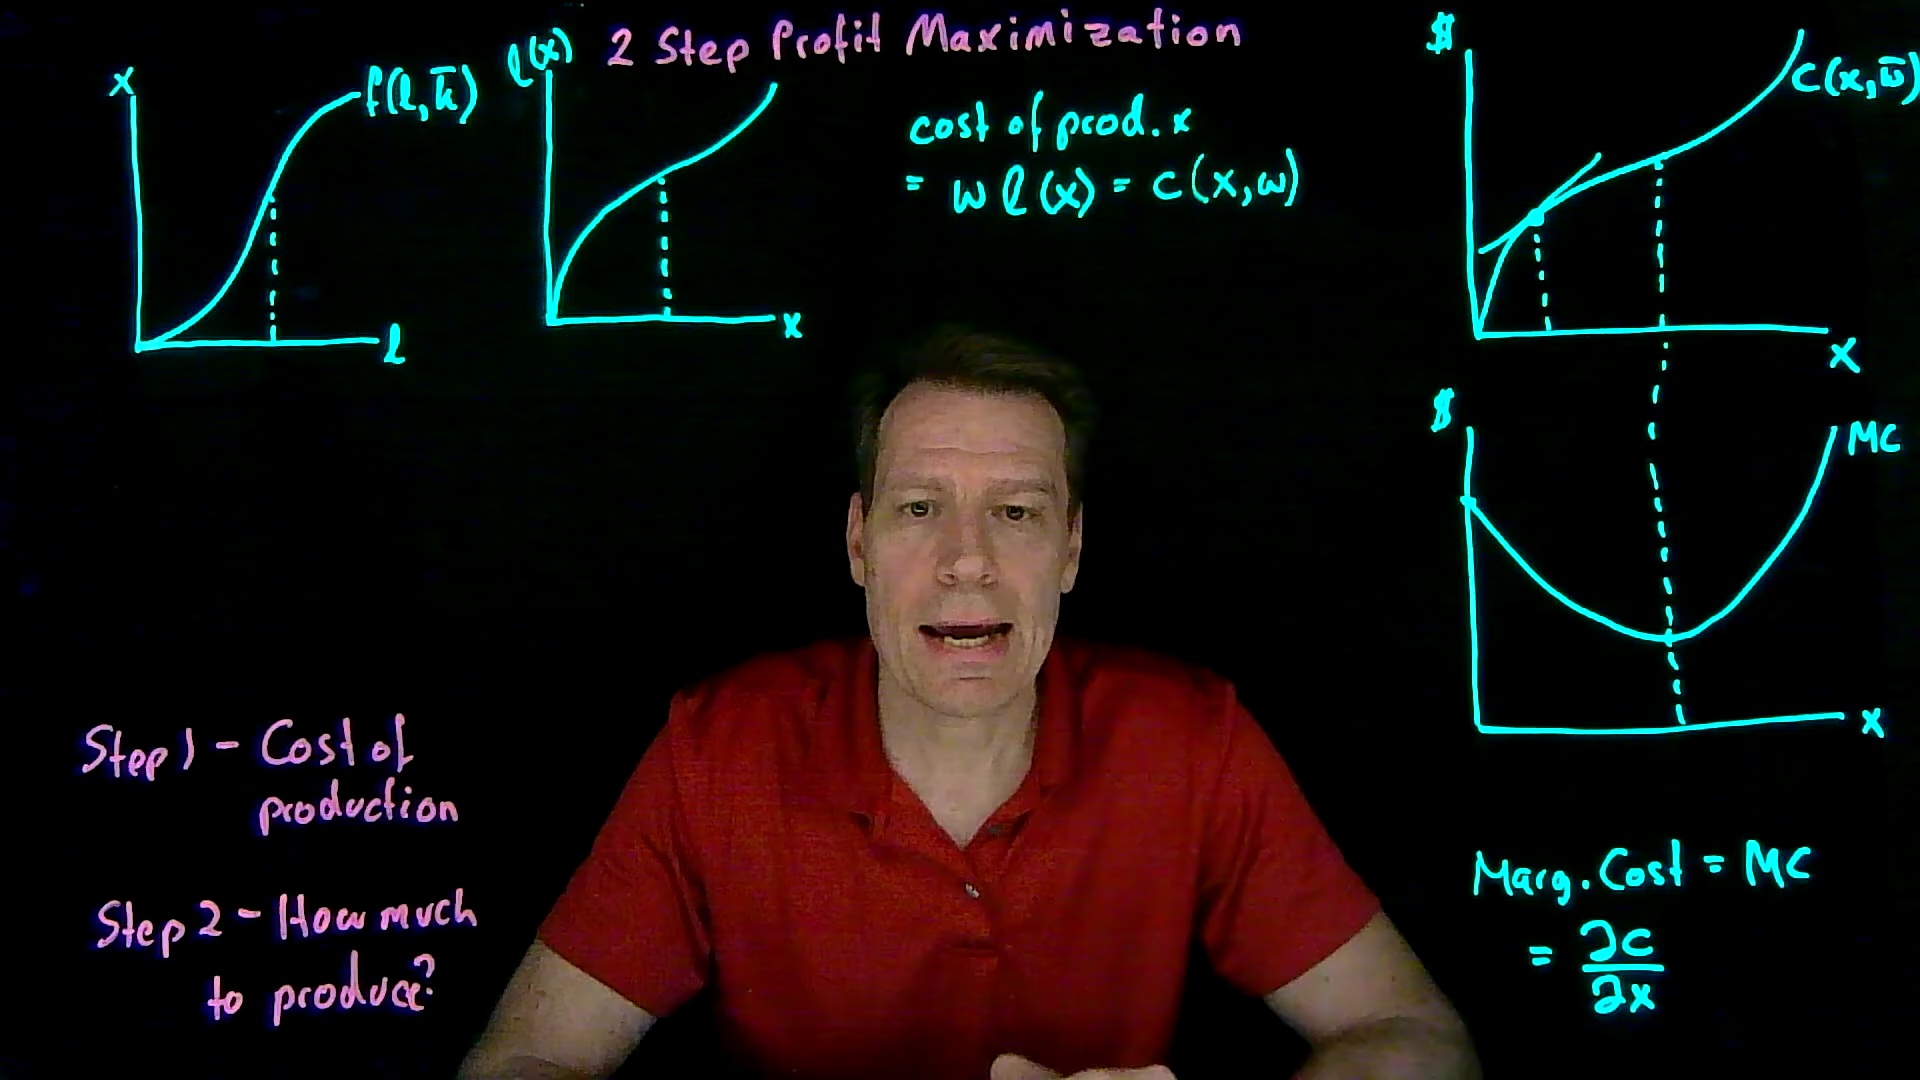 2 Step Profit Maximization
x
f(l, k̄)
l
l(x)
x
cost of prod. x
= w l(x) = c(x,w)
$
c(x,w̄)
x
$
MC
x
Step 1 - Cost of
production
Step 2 - How much
to produce?
Marg. Cost = MC
= ∂c
∂x